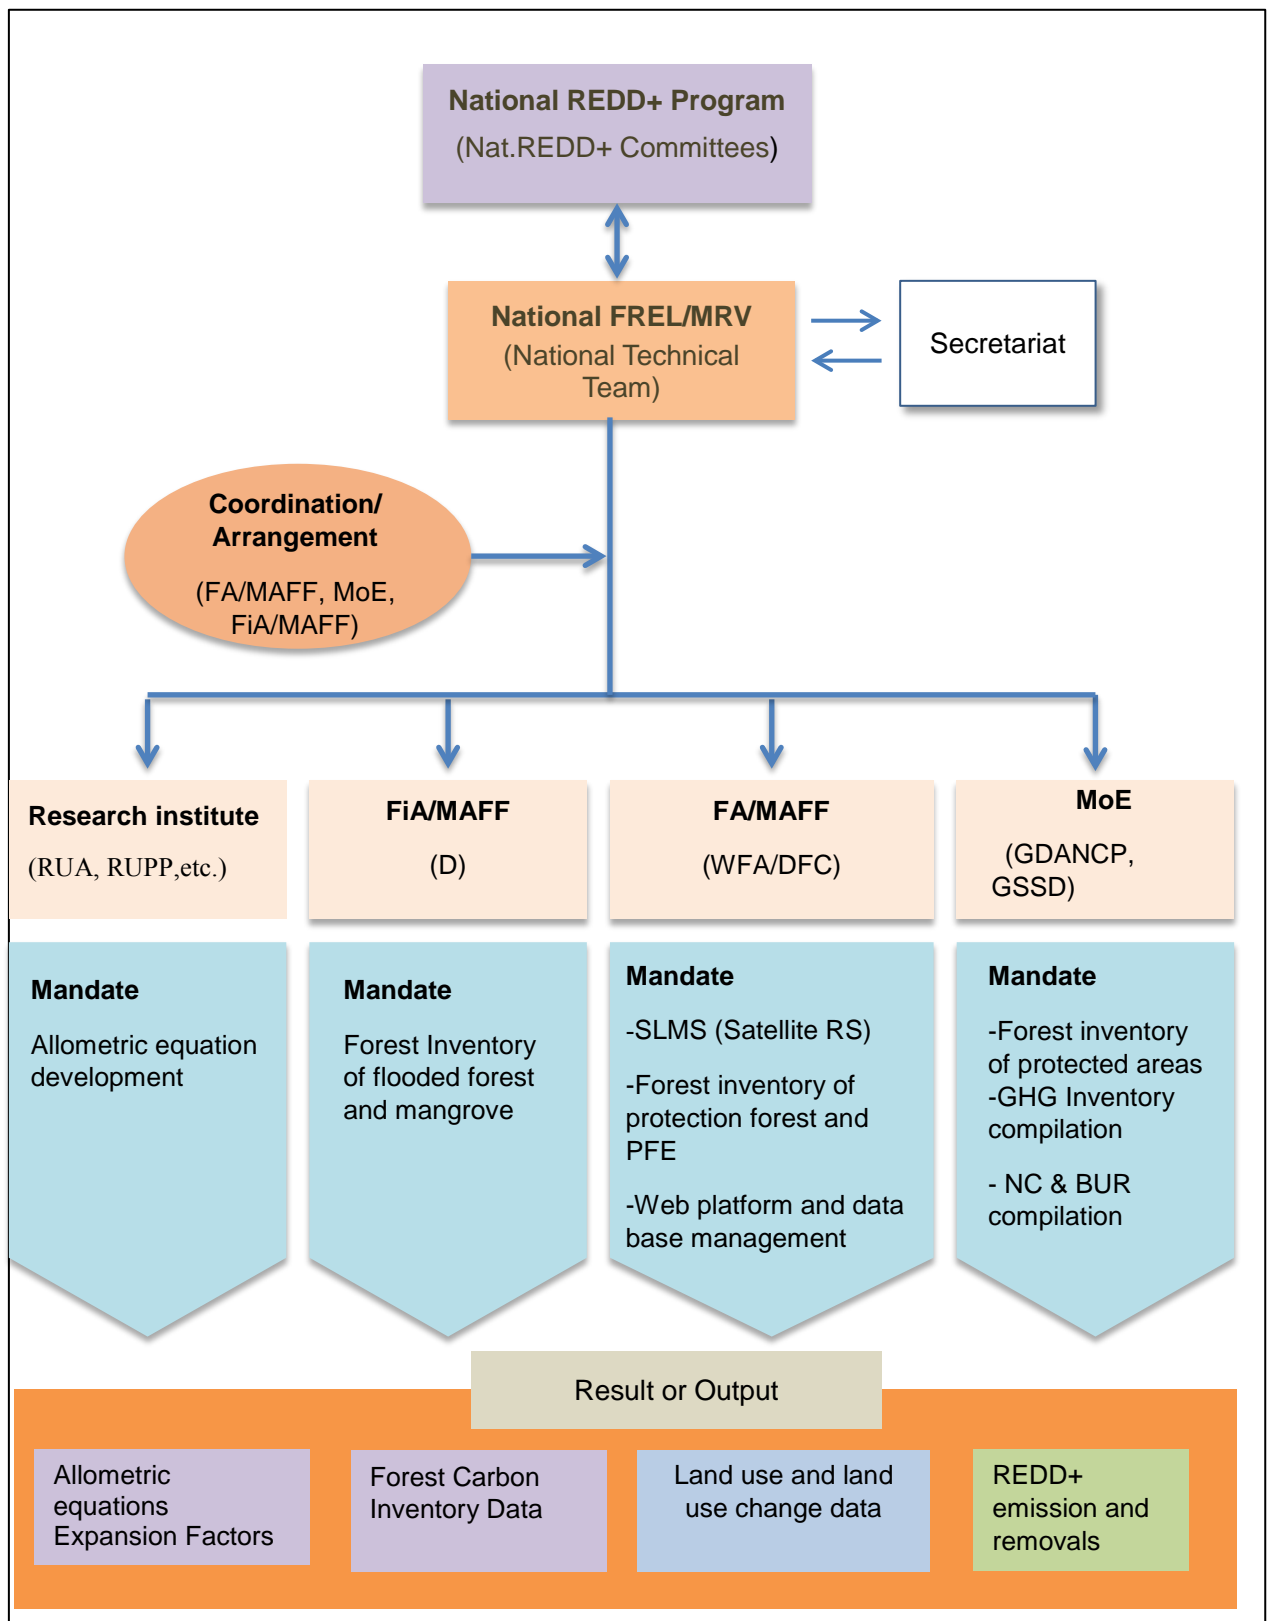 National REDD+ Program
(Nat.REDD+ Committees)
National FREL/MRV
(National Technical
Team)
Secretariat
Coordination/
Arrangement
(FA/MAFF, MoE,
FiA/MAFF)
Research institute
(RUA, RUPP,etc.)
FiA/MAFF
(D)
FA/MAFF
(WFA/DFC)
MoE
(GDANCP,
GSSD)
Mandate
Allometric equation
development
Mandate
Forest Inventory
of flooded forest
and mangrove
Mandate
-SLMS (Satellite RS)
-Forest inventory of
protection forest and
PFE
-Web platform and data
base management
Mandate
-Forest inventory
of protected areas
-GHG Inventory
compilation
- NC & BUR
compilation
Result or Output
Allometric
equations
Expansion Factors
Forest Carbon
Inventory Data
Land use and land
use change data
REDD+
emission and
removals